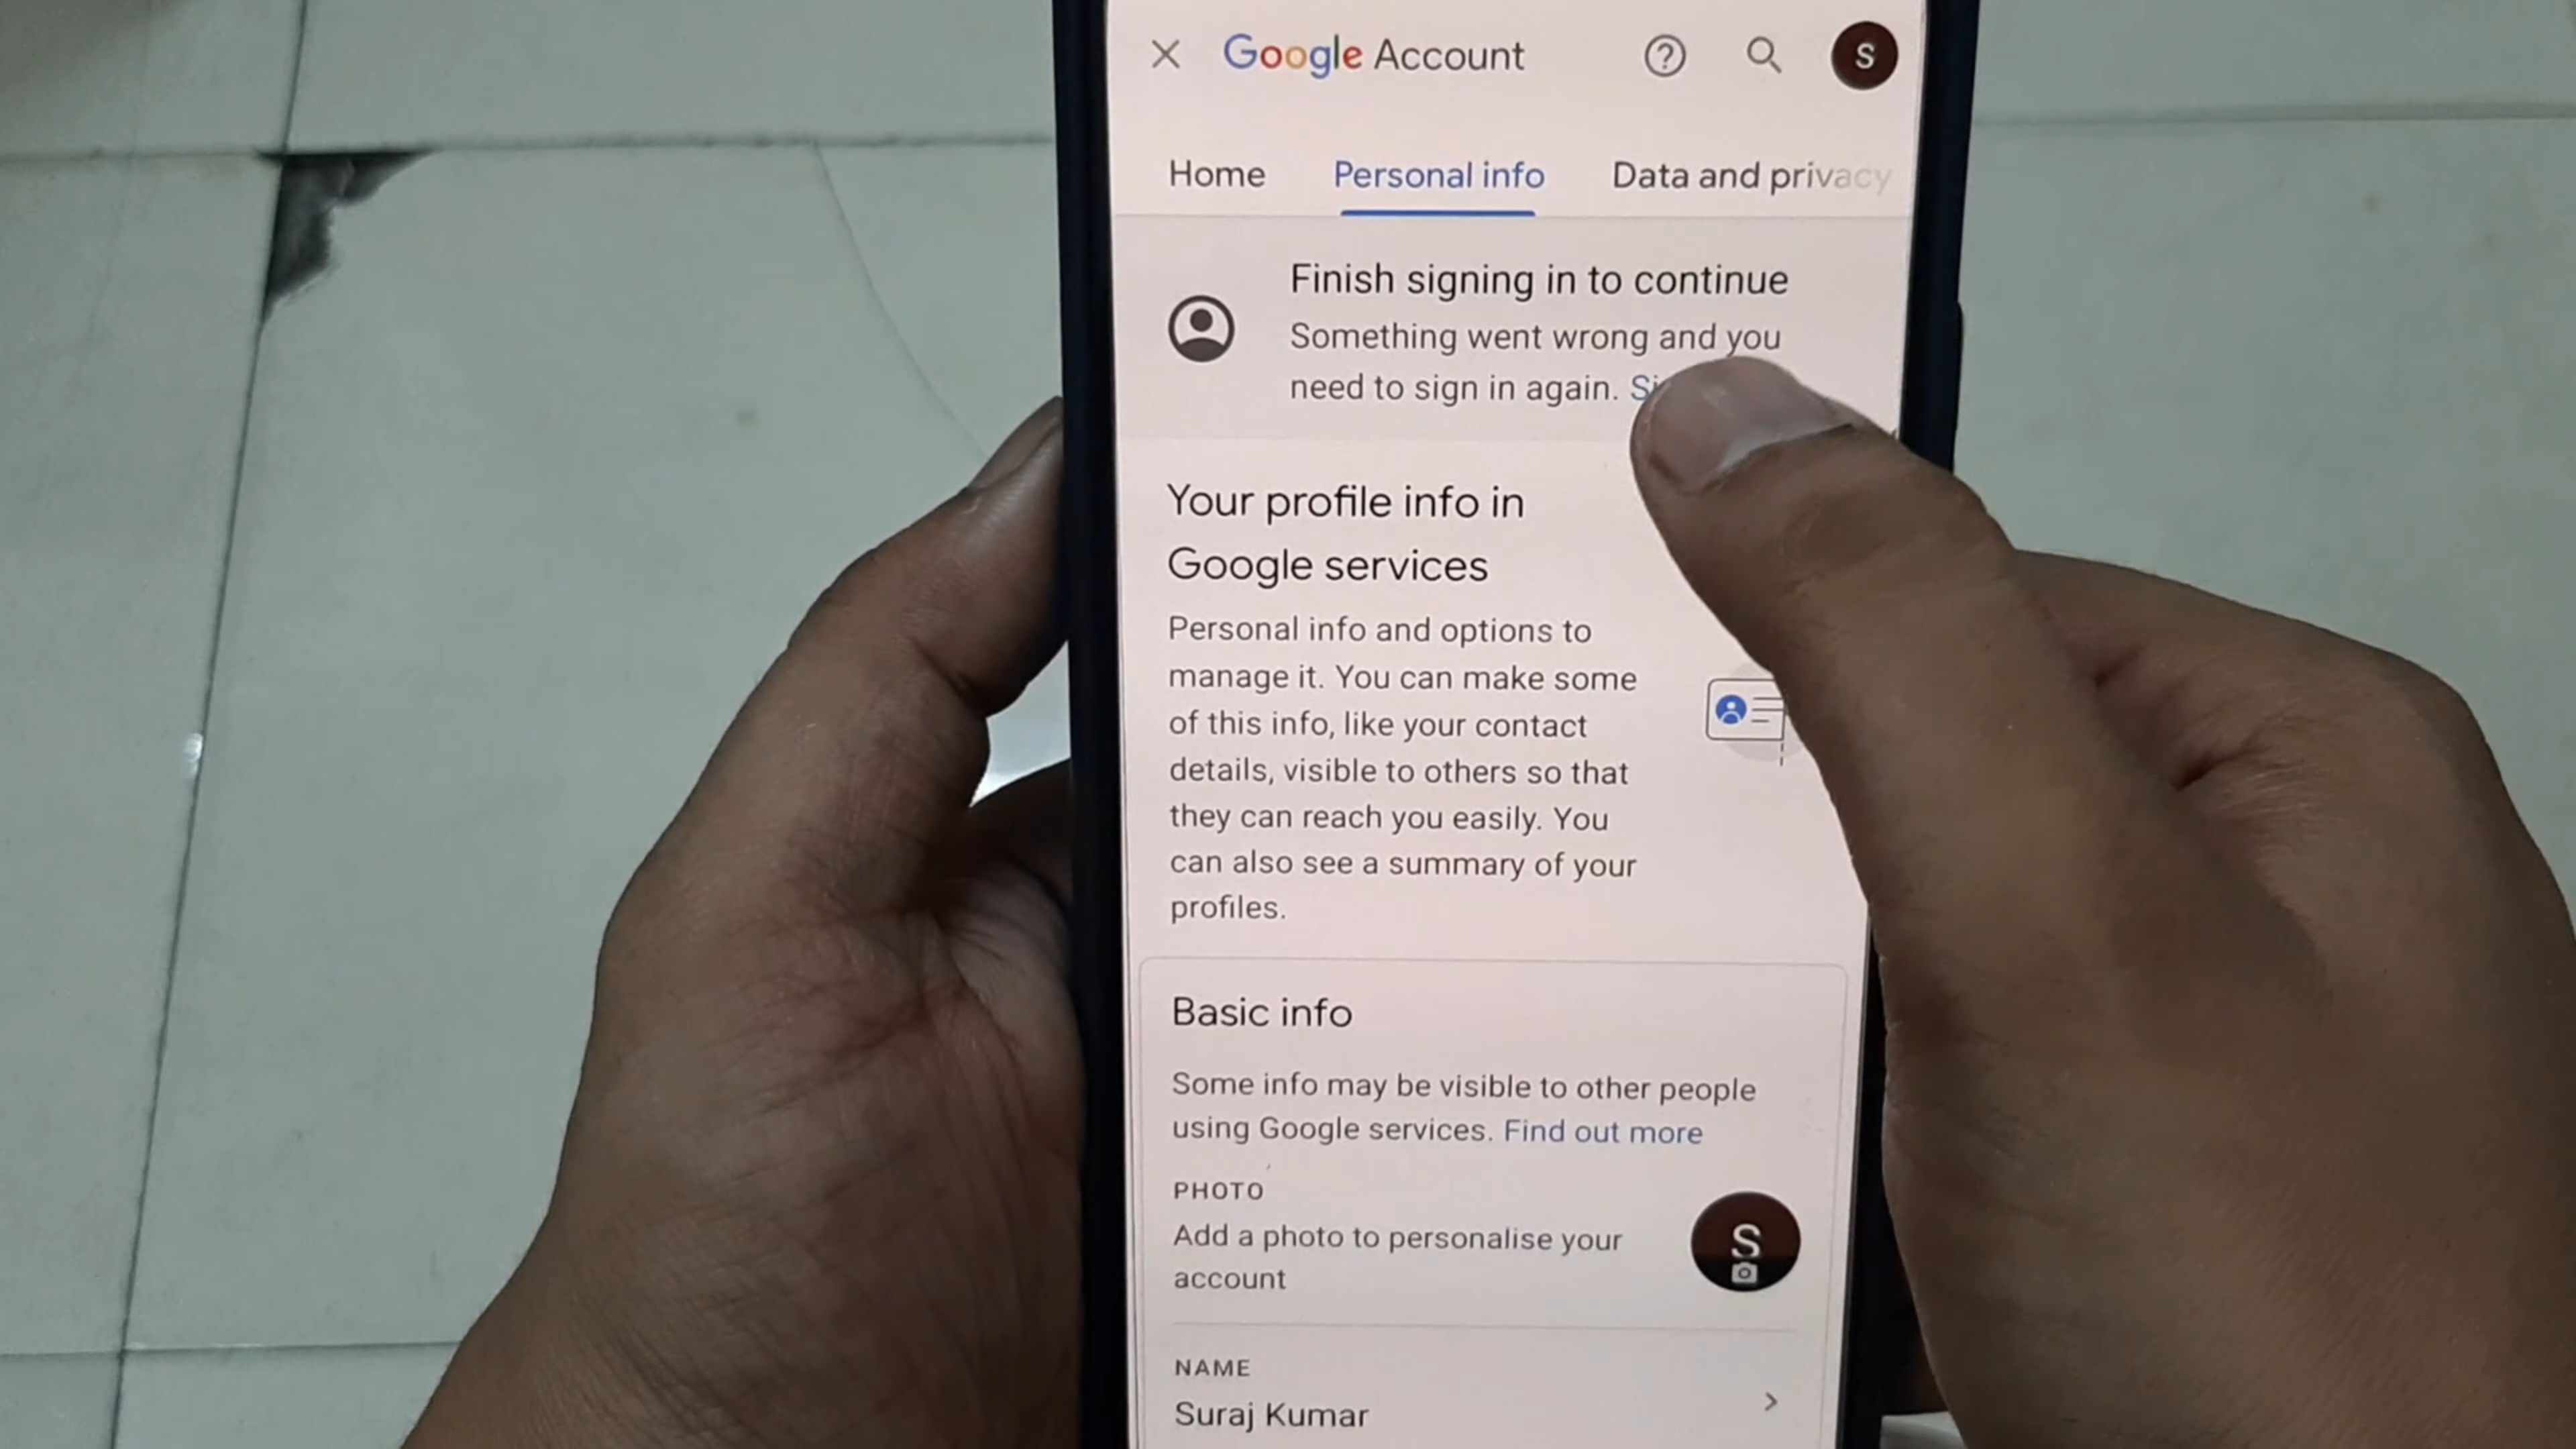 Google Account
S
Home Personal info Data and privacy
Finish signing in to continue
Something went wrong and you
need to sign in again.
Your profile info in
Google services
Personal info and options to
manage it. You can make some
of this info, like your contact
details, visible to others so that
they can reach you easily. You
can also see a summary of your
profiles.
Basic info
Some info may be visible to other people
using Google services. Find out more
PHOTO
Add a photo to personalise your
account
S
NAME
Suraj Kumar